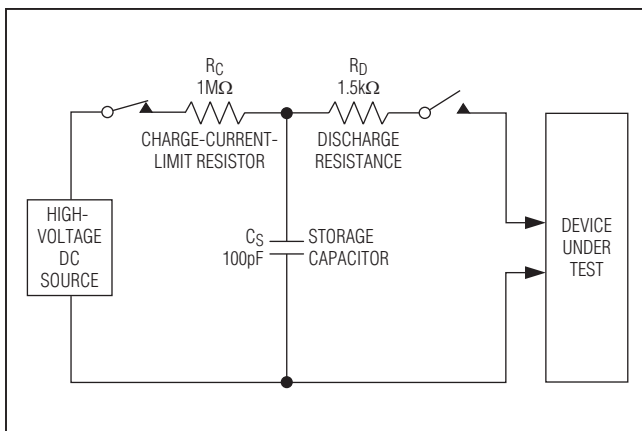 R_C
1MΩ
CHARGE-CURRENT-
LIMIT RESISTOR
R_D
1.5kΩ
DISCHARGE
RESISTANCE
HIGH-
VOLTAGE
DC
SOURCE
C_S
100pF
STORAGE
CAPACITOR
DEVICE
UNDER
TEST